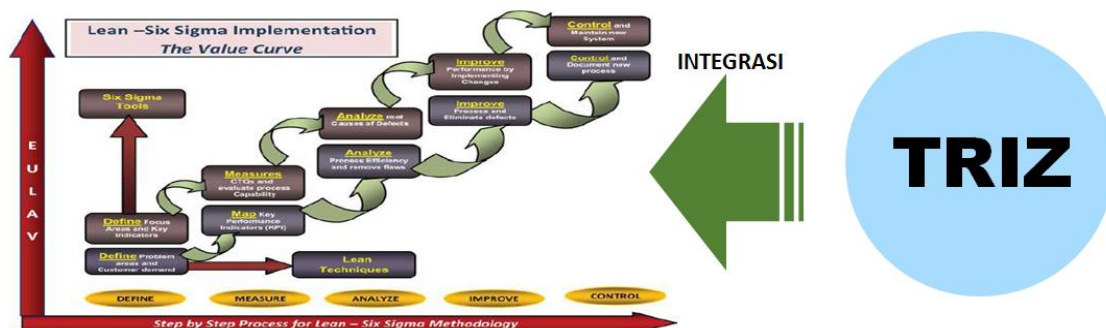 Lean –Six Sigma Implementation
The Value Curve
Control and
Maintain new
System
Control and
Document new
process
Improve
Performance by
Implementing
Changes
Improve
Process and
Eliminate defects
Six Sigma
Tools
Analyze root
Causes of Defects
Analyze
Process Efficiency
and remove flaws
Measures
CTQs and
evaluate process
Capability
Map Key
Performance
Indicators (KPI)
Define Focus
Areas and Key
Indicators
Define Problem
areas and
Customer demand
Lean
Techniques
E U L A V
DEFINE
MEASURE
ANALYZE
IMPROVE
CONTROL
Step by Step Process for Lean – Six Sigma Methodology
INTEGRASI
TRIZ